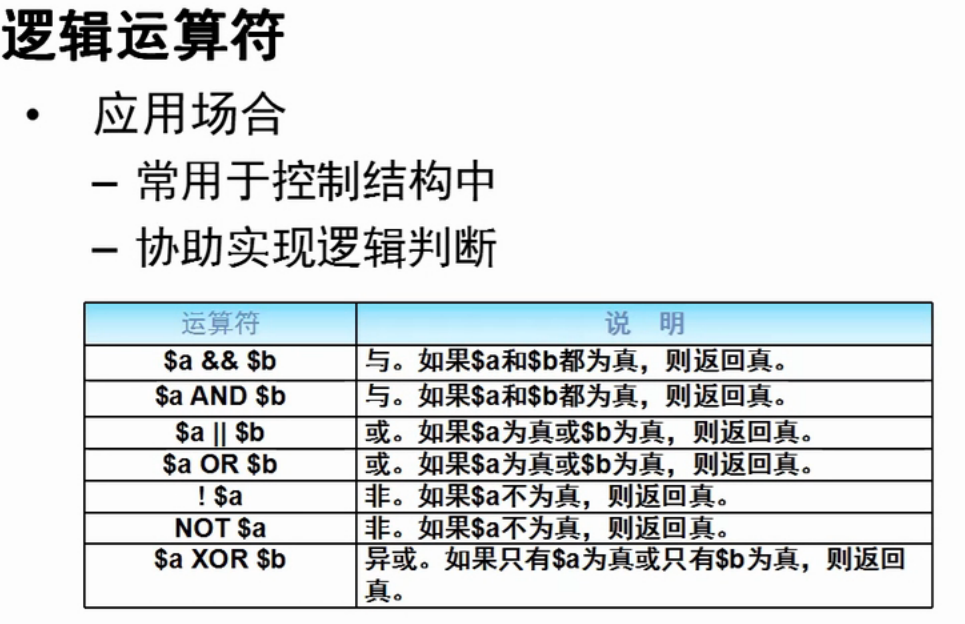 逻辑运算符
• 应用场合
– 常用于控制结构中
– 协助实现逻辑判断
运算符 说 明
$a && $b 与。如果$a和$b都为真，则返回真。
$a AND $b 与。如果$a和$b都为真，则返回真。
$a || $b 或。如果$a为真或$b为真，则返回真。
$a OR $b 或。如果$a为真或$b为真，则返回真。
! $a 非。如果$a不为真，则返回真。
NOT $a 非。如果$a不为真，则返回真。
$a XOR $b 异或。如果只有$a为真或只有$b为真，则返回
真。